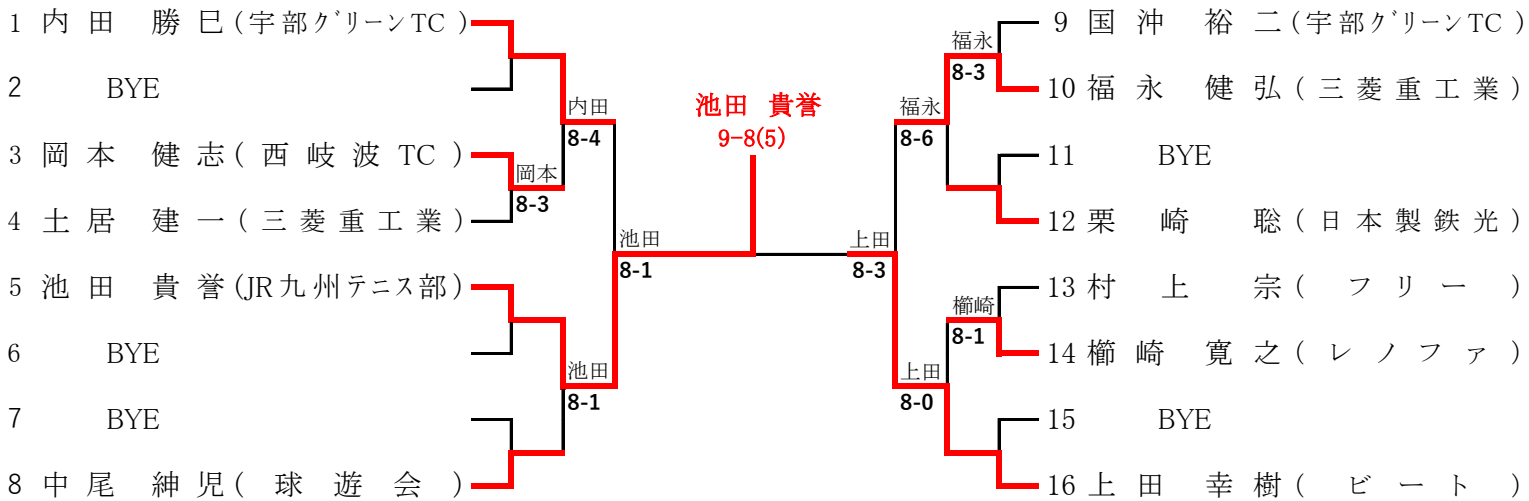 1 内田 勝巳(宇部グリーンTC)
2 BYE
3 岡本 健志(西岐波TC)
4 土居 建一(三菱重工業)
5 池田 貴誉(JR九州テニス部)
6 BYE
7 BYE
8 中尾 紳児(球遊会)
内田
8-4
岡本
8-3
池田
8-1
池田
8-1
池田 貴誉
9-8(5)
上田
8-3
福永
8-6
上田
8-0
福永
8-3
櫛崎
8-1
9 国沖 裕二(宇部グリーンTC)
10 福永 健弘(三菱重工業)
11 BYE
12 栗崎 聡(日本製鉄光)
13 村上 宗(フリー)
14 櫛崎 寛之(レノファ)
15 BYE
16 上田 幸樹(ビート)